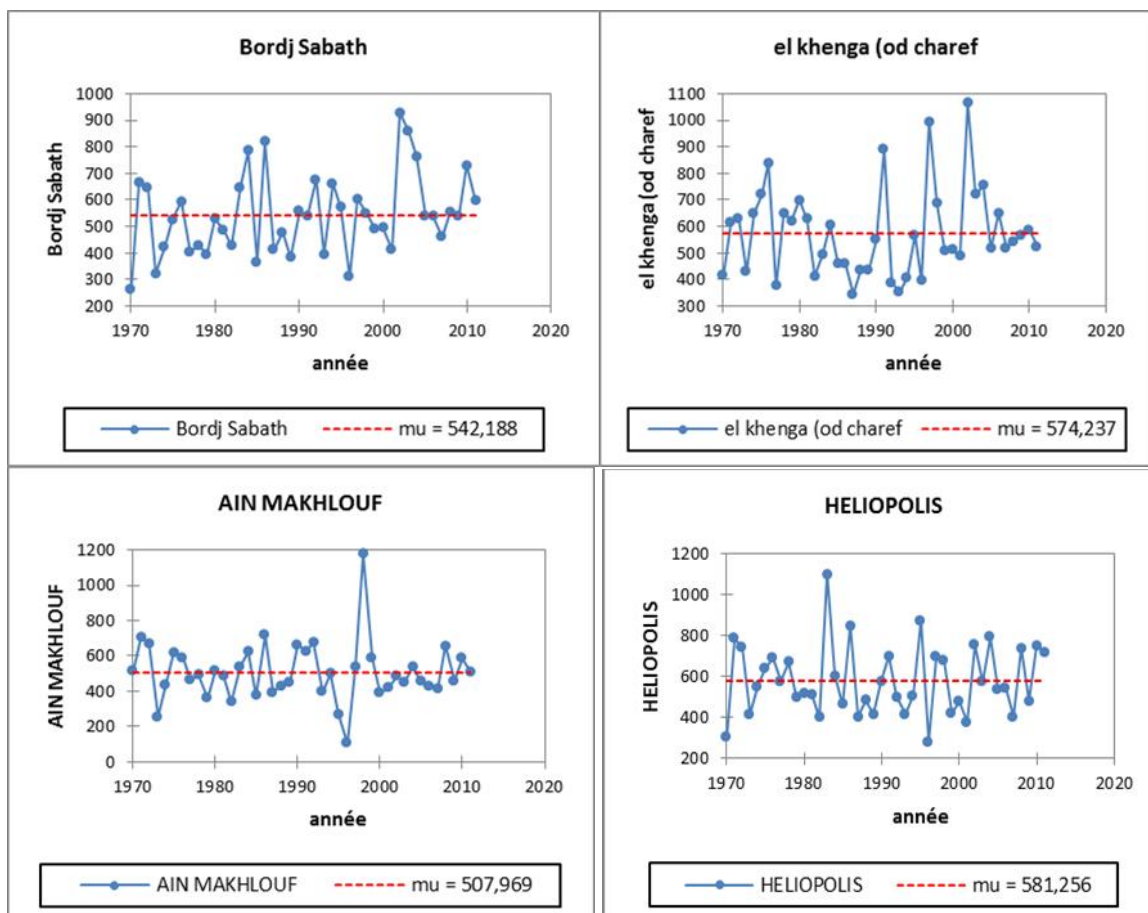 Bordj Sabath
Bordj Sabath
1000
900
800
700
600
500
400
300
200
1970 1980 1990 2000 2010 2020
année
Bordj Sabath mu = 542,188
el khenga (od charef
el khenga (od charef
1100
1000
900
800
700
600
500
400
300
1970 1980 1990 2000 2010 2020
année
el khenga (od charef mu = 574,237
AIN MAKHLOUF
AIN MAKHLOUF
1200
1000
800
600
400
200
0
1970 1980 1990 2000 2010 2020
année
AIN MAKHLOUF mu = 507,969
HELIOPOLIS
HELIOPOLIS
1200
1000
800
600
400
200
1970 1980 1990 2000 2010 2020
année
HELIOPOLIS mu = 581,256